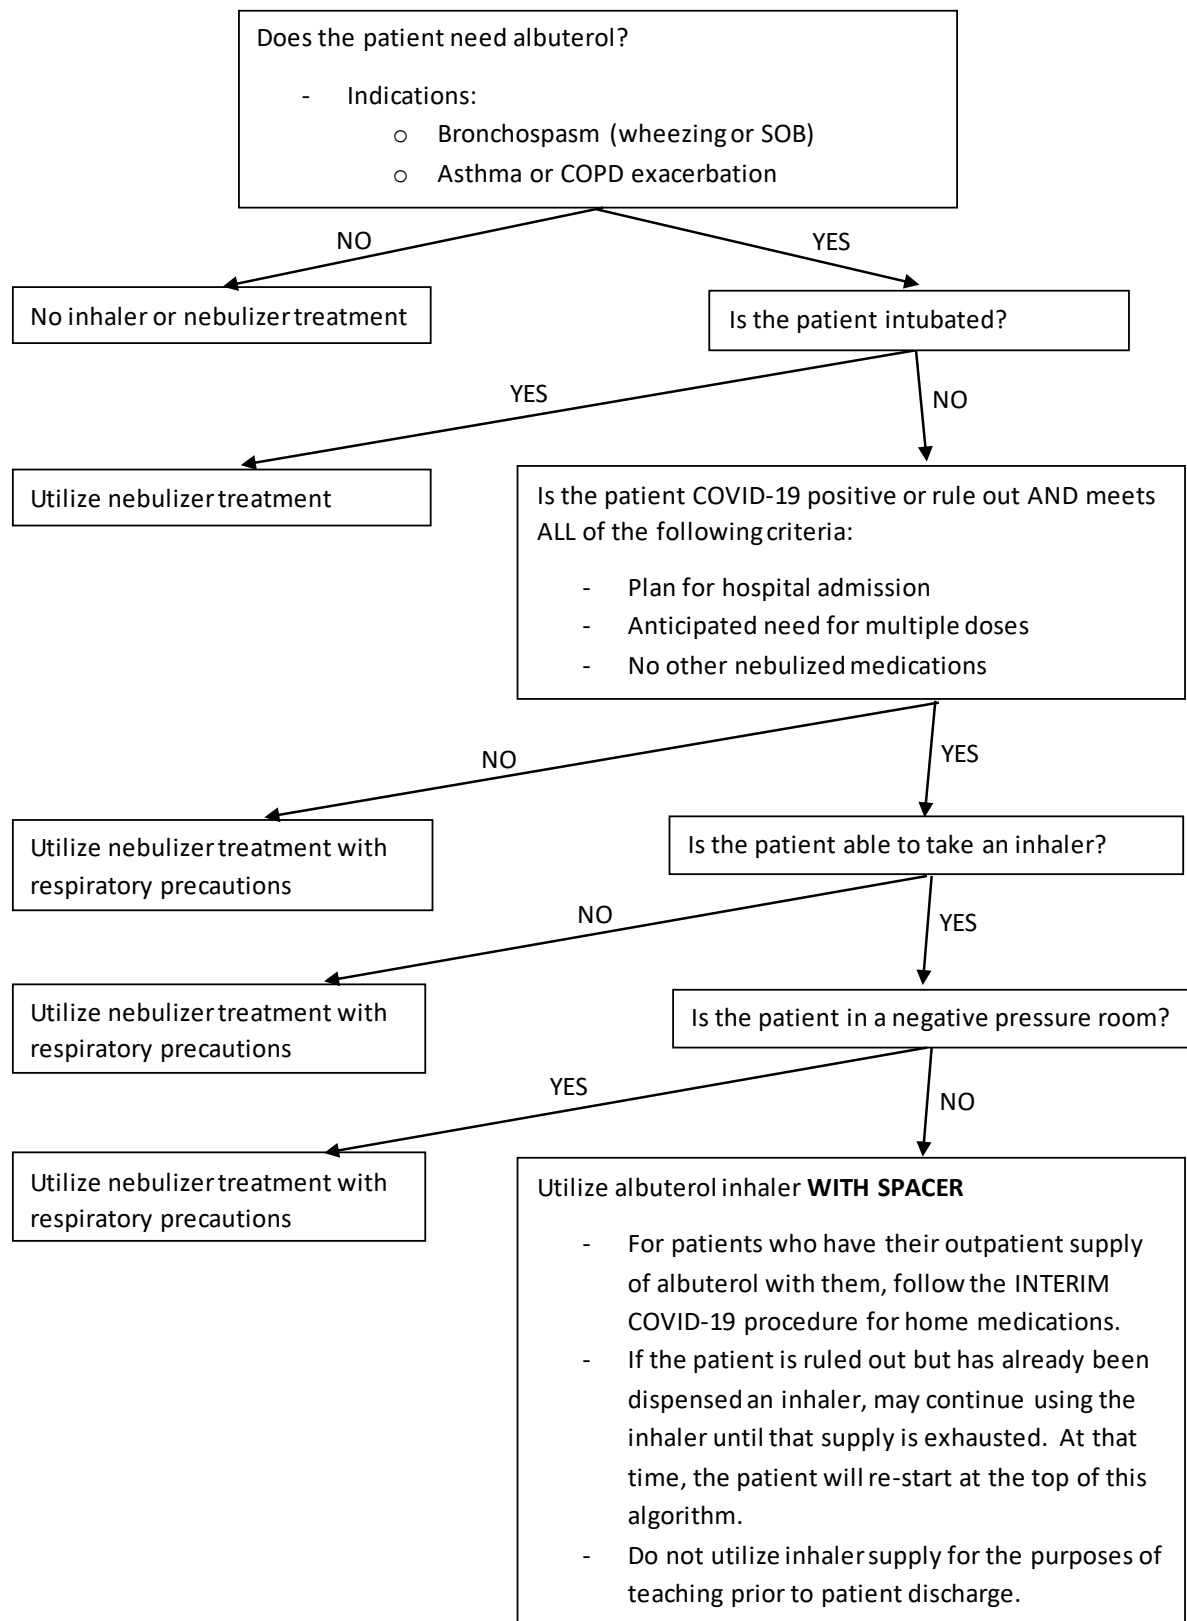 Does the patient need albuterol?
- Indications:
o Bronchospasm (wheezing or SOB)
o Asthma or COPD exacerbation
NO
YES
No inhaler or nebulizer treatment
Is the patient intubated?
YES
NO
Utilize nebulizer treatment
Is the patient COVID-19 positive or rule out AND meets
ALL of the following criteria:
- Plan for hospital admission
- Anticipated need for multiple doses
- No other nebulized medications
NO
YES
Utilize nebulizer treatment with
respiratory precautions
Is the patient able to take an inhaler?
NO
YES
Utilize nebulizer treatment with
respiratory precautions
Is the patient in a negative pressure room?
YES
NO
Utilize nebulizer treatment with
respiratory precautions
Utilize albuterol inhaler WITH SPACER
- For patients who have their outpatient supply
of albuterol with them, follow the INTERIM
COVID-19 procedure for home medications.
- If the patient is ruled out but has already been
dispensed an inhaler, may continue using the
inhaler until that supply is exhausted. At that
time, the patient will re-start at the top of this
algorithm.
- Do not utilize inhaler supply for the purposes of
teaching prior to patient discharge.